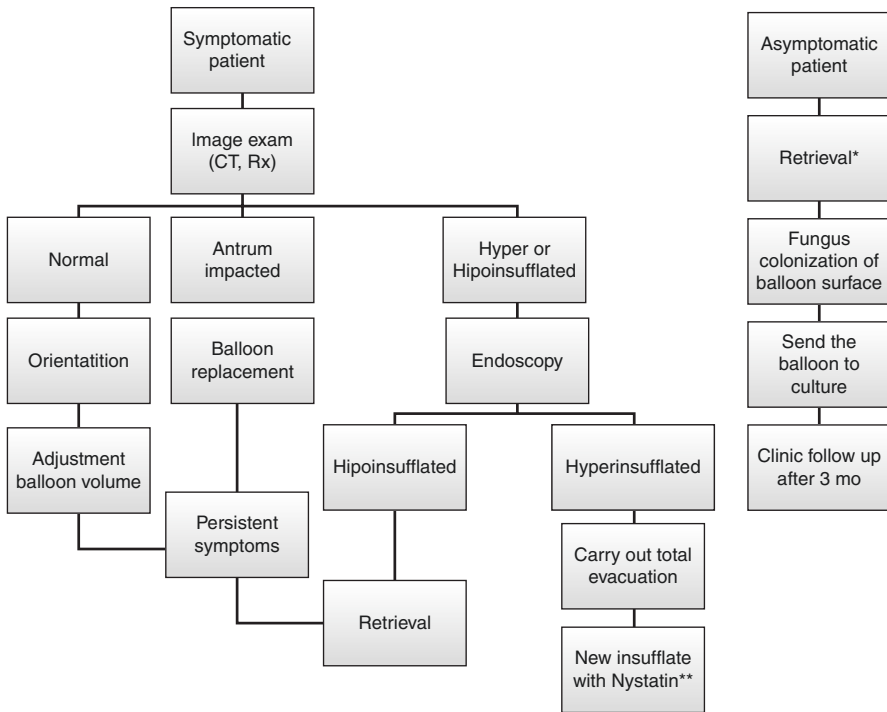 Symptomatic
patient
Image exam
(CT, Rx)
Normal
Antrum
impacted
Hyper or
Hipoinsufflated
Orientatition
Balloon
replacement
Endoscopy
Adjustment
balloon volume
Hipoinsufflated
Hyperinsufflated
Persistent
symptoms
Carry out total
evacuation
Retrieval
New insufflate
with Nystatin**
Asymptomatic
patient
Retrieval*
Fungus
colonization of
balloon surface
Send the
balloon to
culture
Clinic follow up
after 3 mo